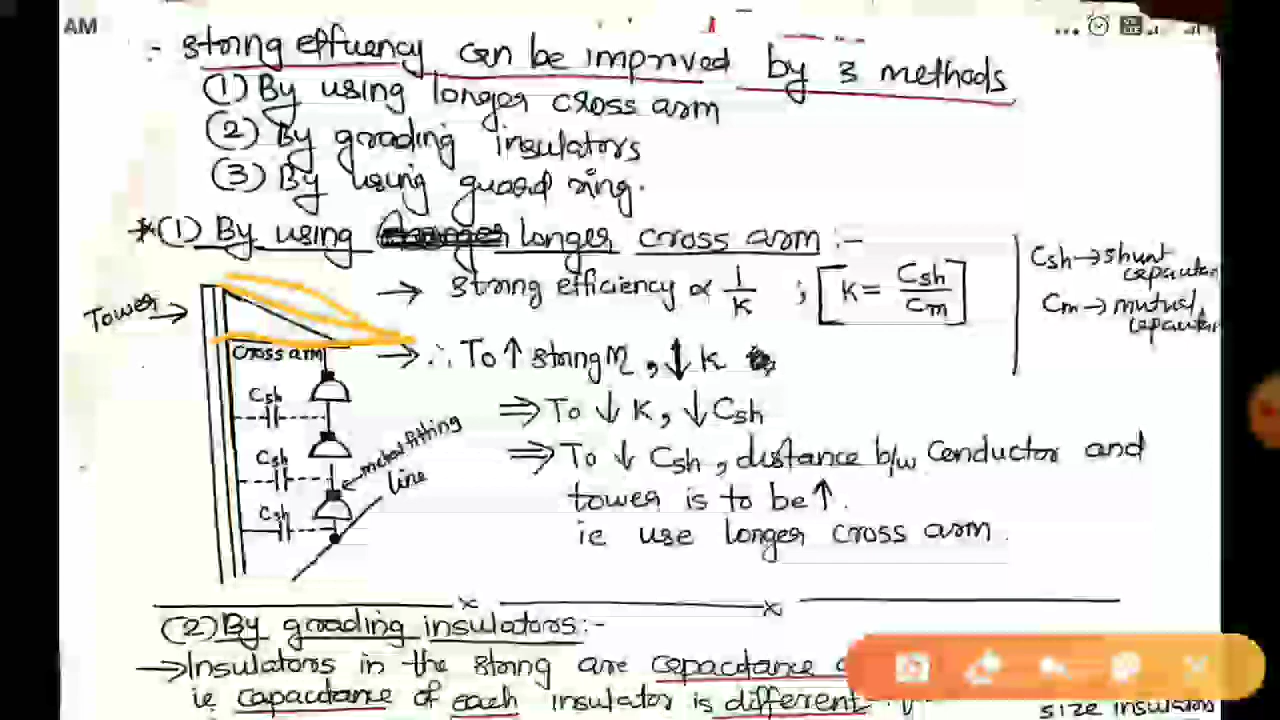 AM
- string effuency can be improved by 3 methods
(1) By using longer cross arm
(2) By grading insulators
(3) By using guard ring.
*(1) By using longer cross arm :-
→ string efficiency ∝ 1/K ; [K = Csh/Cm]
Csh → shunt
Cm → mutual
Tower →
Cross arm
→ ∴ To ↑ string η, ↓ K
Csh
⇒ To ↓ K, ↓ Csh
Csh
metal fitting
line
⇒ To ↓ Csh, distance b/w conductor and
tower is to be ↑.
ie use longer cross arm.
Csh
(2) By grading insulators:-
→ Insulators in the string are capacitance
ie capacitance of each insulator is different
size insulators